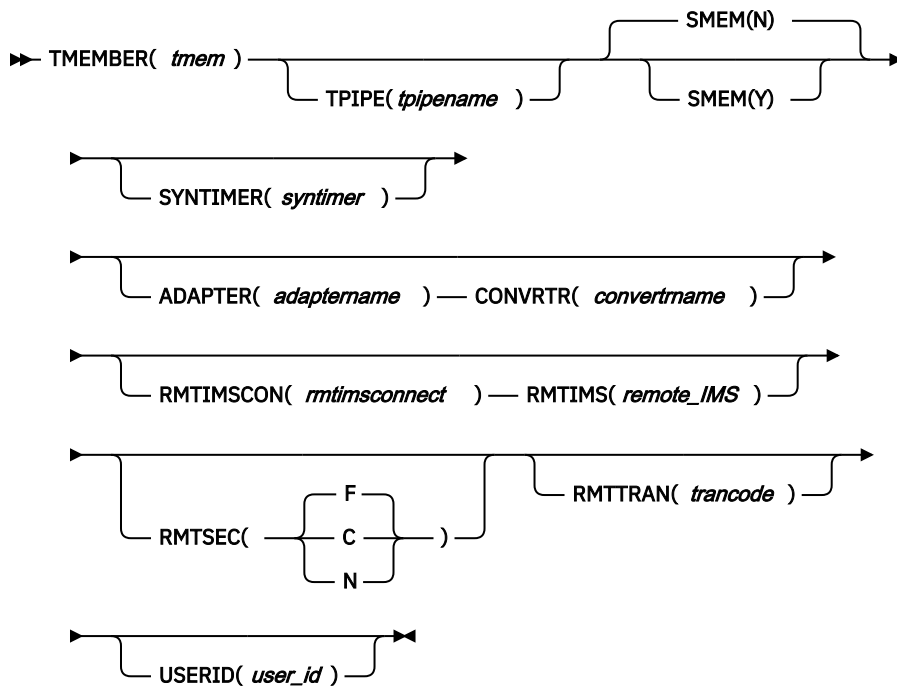 SMEM(N)
TMEMBER( tmem )
TPIPE( tpipename )
SMEM(Y)
SYNTIMER( syntimer )
ADAPTER( adaptername ) CONVRTR( convertrname )
RMTIMSCON( rmtimsconnect ) RMTIMS( remote_IMS )
F
RMTSEC( C )
N
RMTTRAN( trancode )
USERID( user_id )